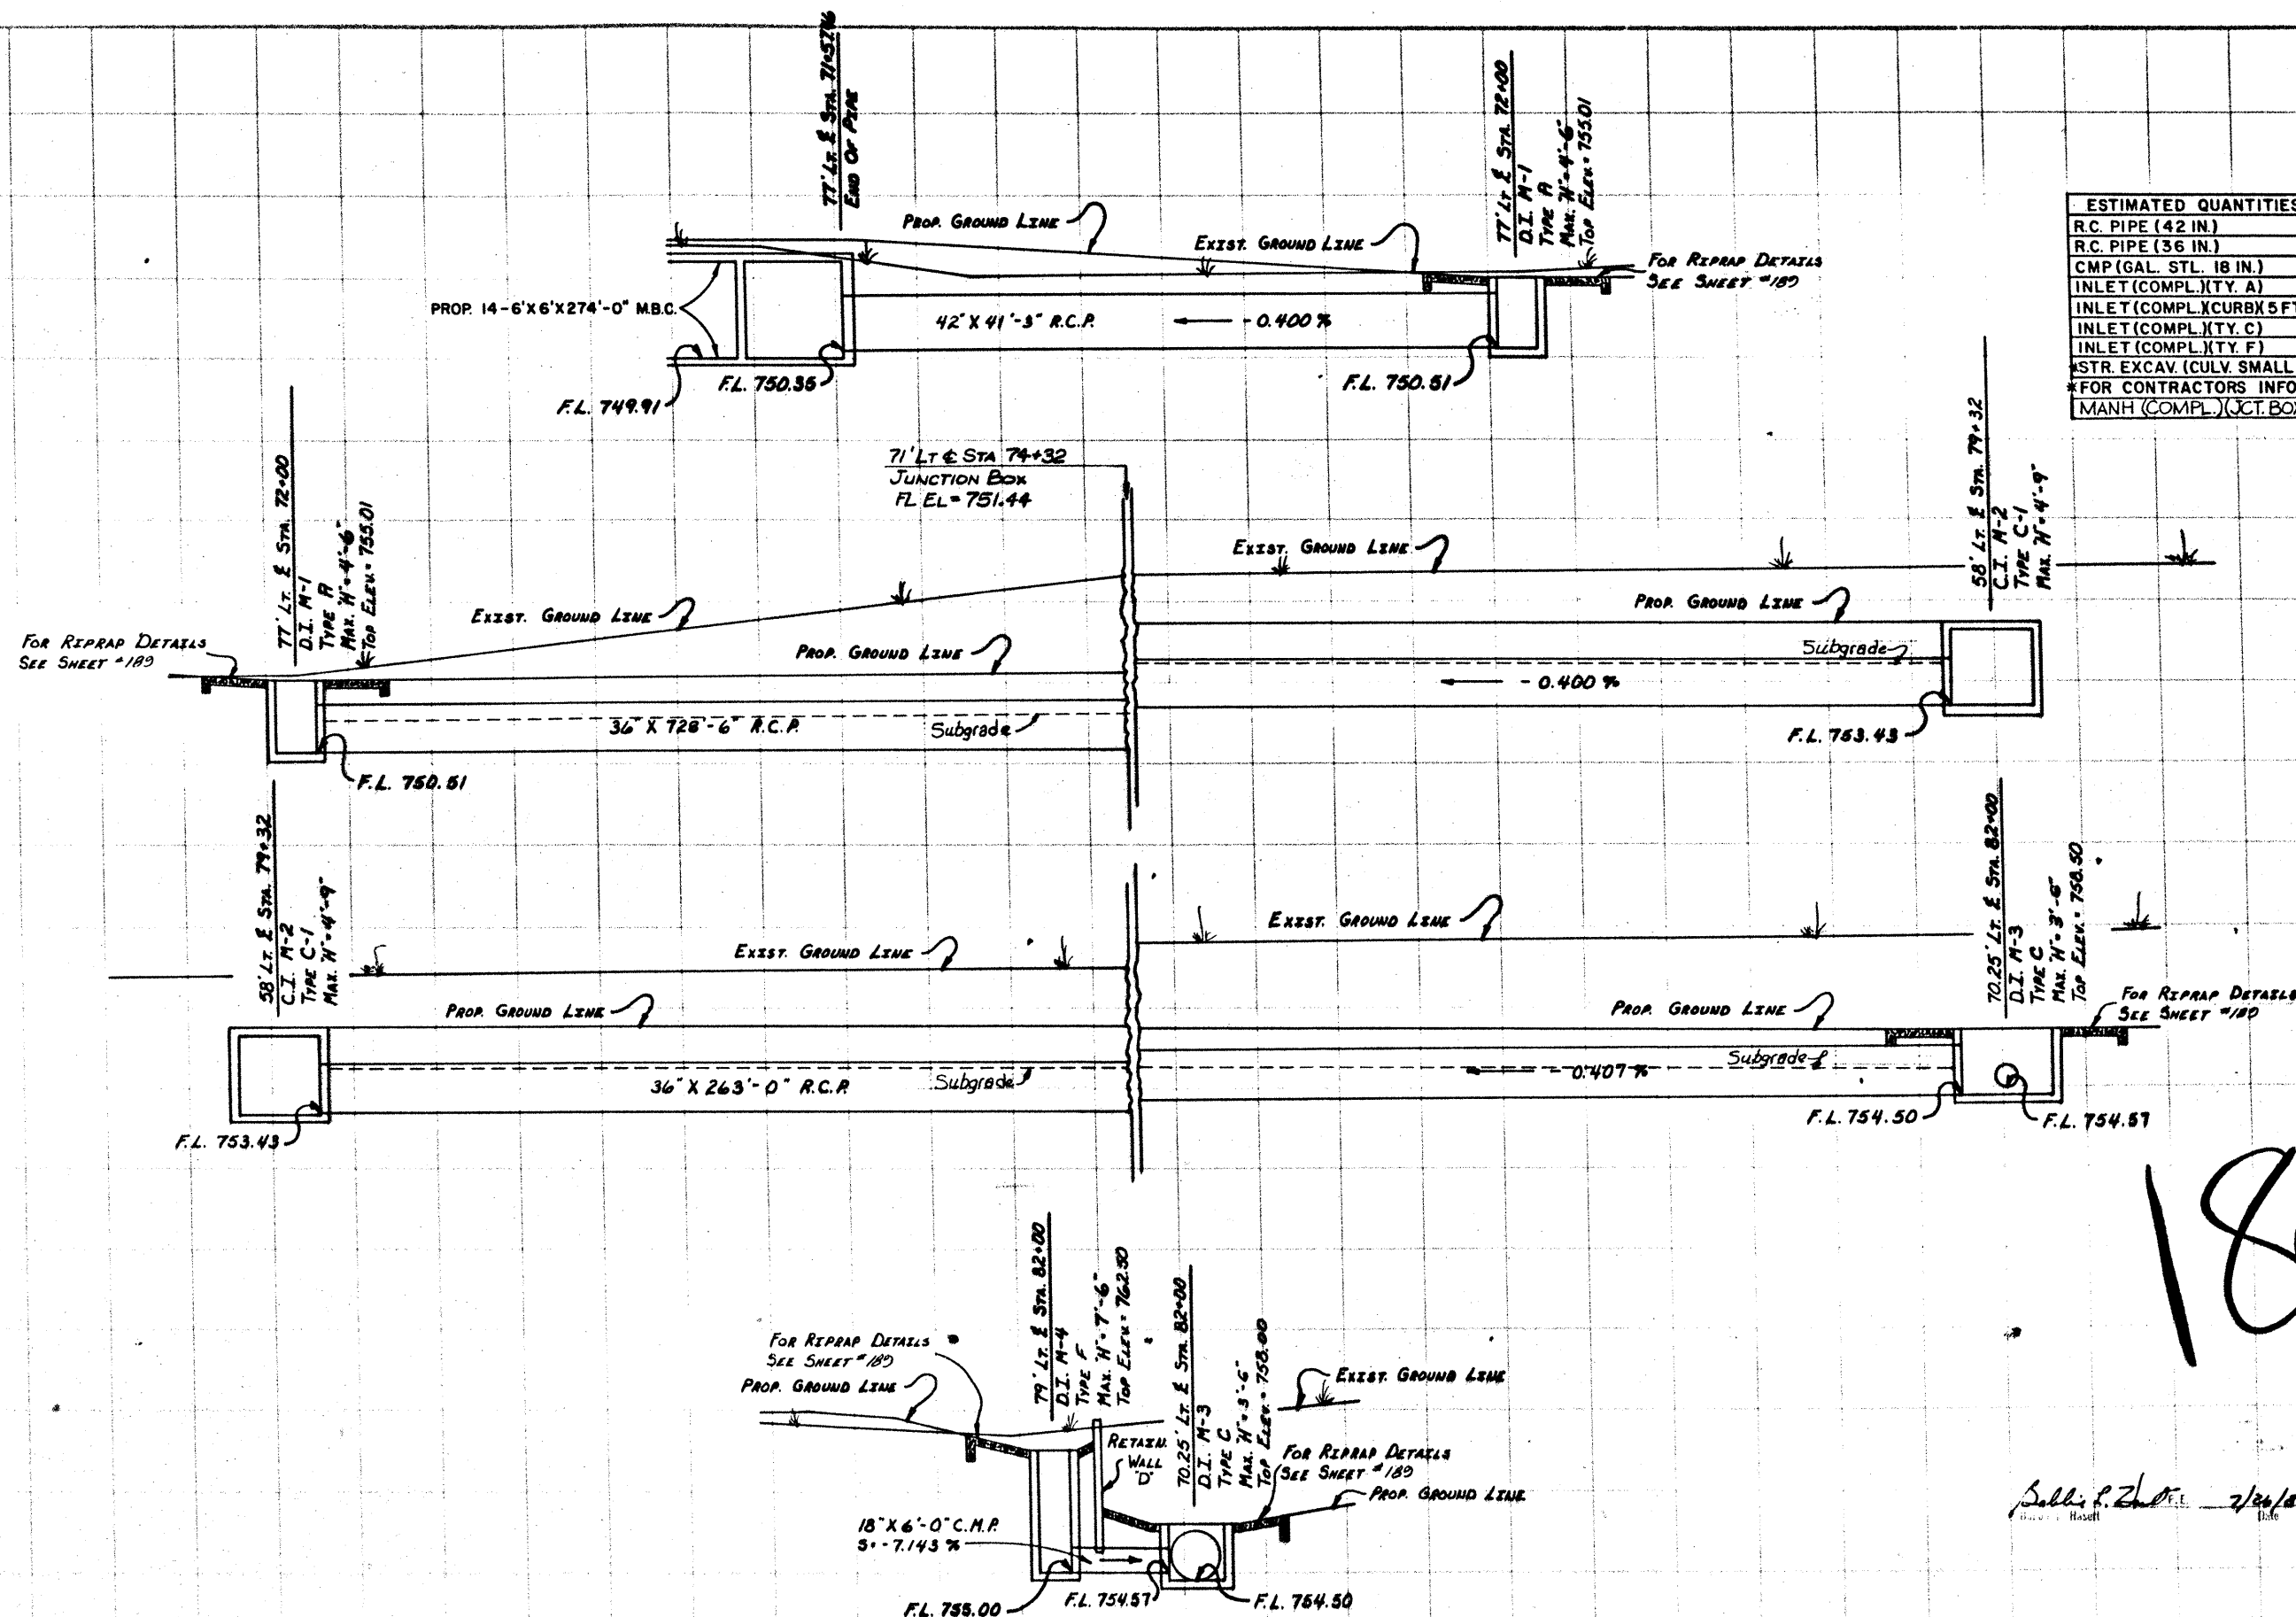 77' LT. ℄ STA. 71+57.46
END OF PIPE
77' LT ℄ STA. 72+00
D.I. M-1
TYPE A
MAX. "H"=4'-6"
TOP ELEV.=755.01
PROP. GROUND LINE
EXIST. GROUND LINE
FOR RIPRAP DETAILS
SEE SHEET #189
PROP. 14-6'X6'X274'-0" M.B.C.
42" X 41'-3" R.C.P.
-0.400 %
F.L. 749.91
F.L. 750.35
F.L. 750.51
ESTIMATED QUANTITIES
R.C. PIPE (42 IN.)
R.C. PIPE (36 IN.)
CMP (GAL. STL. 18 IN.)
INLET (COMPL.)(TY. A)
INLET (COMPL.)(CURB)(5 FT
INLET (COMPL.)(TY. C)
INLET (COMPL.)(TY. F)
*STR. EXCAV. (CULV. SMALL
*FOR CONTRACTORS INFO
MANH (COMPL.)(JCT. BOX
77' LT. ℄ STA. 72+00
D.I. M-1
TYPE A
MAX. "H"=4'-6"
TOP ELEV.=755.01
71' LT ℄ STA 74+32
JUNCTION BOX
FL EL=751.44
58' LT. ℄ STA. 79+32
C.I. M-2
TYPE C-1
MAX. "H"=4'-9"
FOR RIPRAP DETAILS
SEE SHEET #189
EXIST. GROUND LINE
PROP. GROUND LINE
EXIST. GROUND LINE
PROP. GROUND LINE
Subgrade
-0.400 %
36" X 728'-6" R.C.P.
Subgrade
F.L. 750.51
F.L. 753.43
58' LT. ℄ STA. 79+32
C.I. M-2
TYPE C-1
MAX. "H"=4'-9"
EXIST. GROUND LINE
PROP. GROUND LINE
EXIST. GROUND LINE
PROP. GROUND LINE
70.25' LT. ℄ STA. 82+00
D.I. M-3
TYPE C
MAX. "H"=3'-6"
TOP ELEV.=758.50
FOR RIPRAP DETAILS
SEE SHEET #189
36" X 263'-0" R.C.P.
Subgrade
-0.407 %
Subgrade
F.L. 753.43
F.L. 754.50
F.L. 754.57
18
79' LT. ℄ STA. 82+00
D.I. M-4
TYPE F
MAX. "H"=7'-6"
TOP ELEV.=762.50
70.25' LT. ℄ STA. 82+00
D.I. M-3
TYPE C
MAX. "H"=3'-6"
TOP ELEV.=758.00
FOR RIPRAP DETAILS
SEE SHEET #189
PROP. GROUND LINE
EXIST. GROUND LINE
RETAIN.
WALL
"D"
FOR RIPRAP DETAILS
SEE SHEET #189
PROP. GROUND LINE
18" X 6'-0" C.M.P.
S=-7.143 %
F.L. 755.00
F.L. 754.57
F.L. 754.50
Date